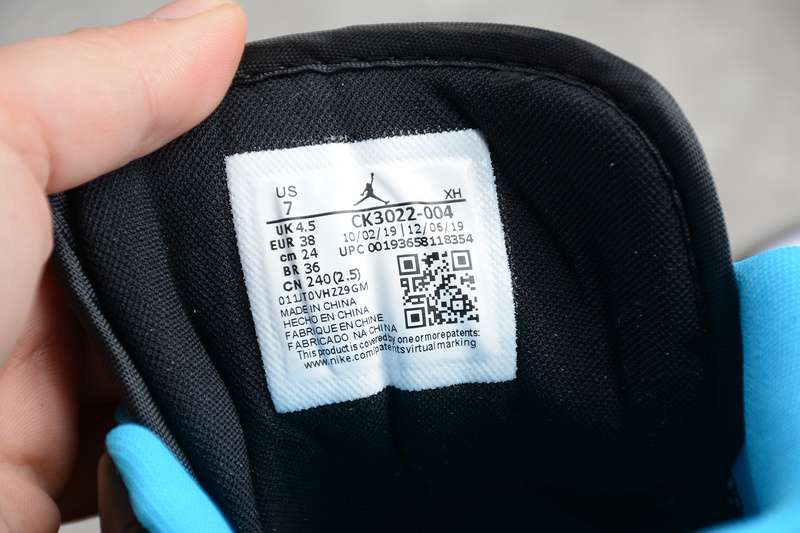 US XH
7
UK 4.5 CK3022-004
EUR 38 10/02/19 | 12/06/19
cm 24 UPC 00193658118354
BR 36
CN 240(2.5)
011JT0VHZZ9GM
MADE IN CHINA
HECHO EN CHINA
FABRIQUE EN CHINE
FABRICADO NA CHINA
This product is covered by one or more patents:
www.nike.com/patents virtual marking